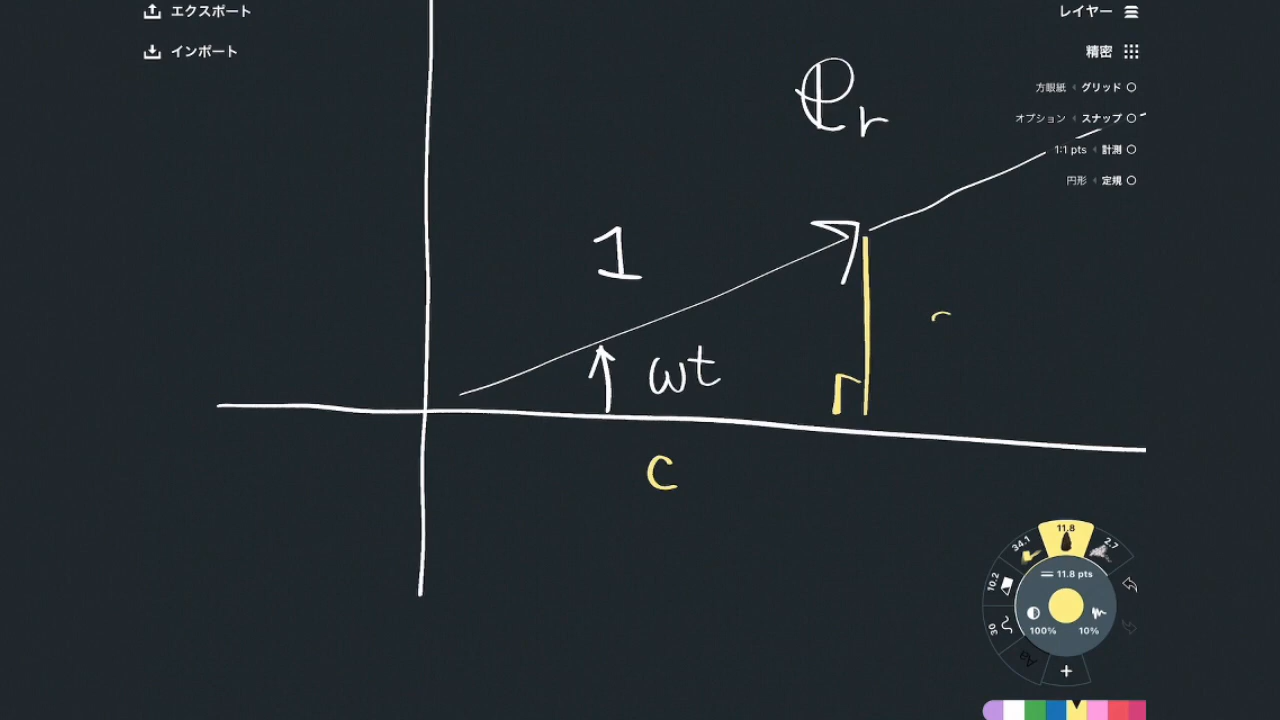 エクスポート
インポート
レイヤー
精密
方眼紙 グリッド
オプション スナップ
1:1 pts 計測
円形 定規
er
1
ωt
c
11.8
34.1
2.7
10.2
11.8 pts
30
100%
10%
Aa
+